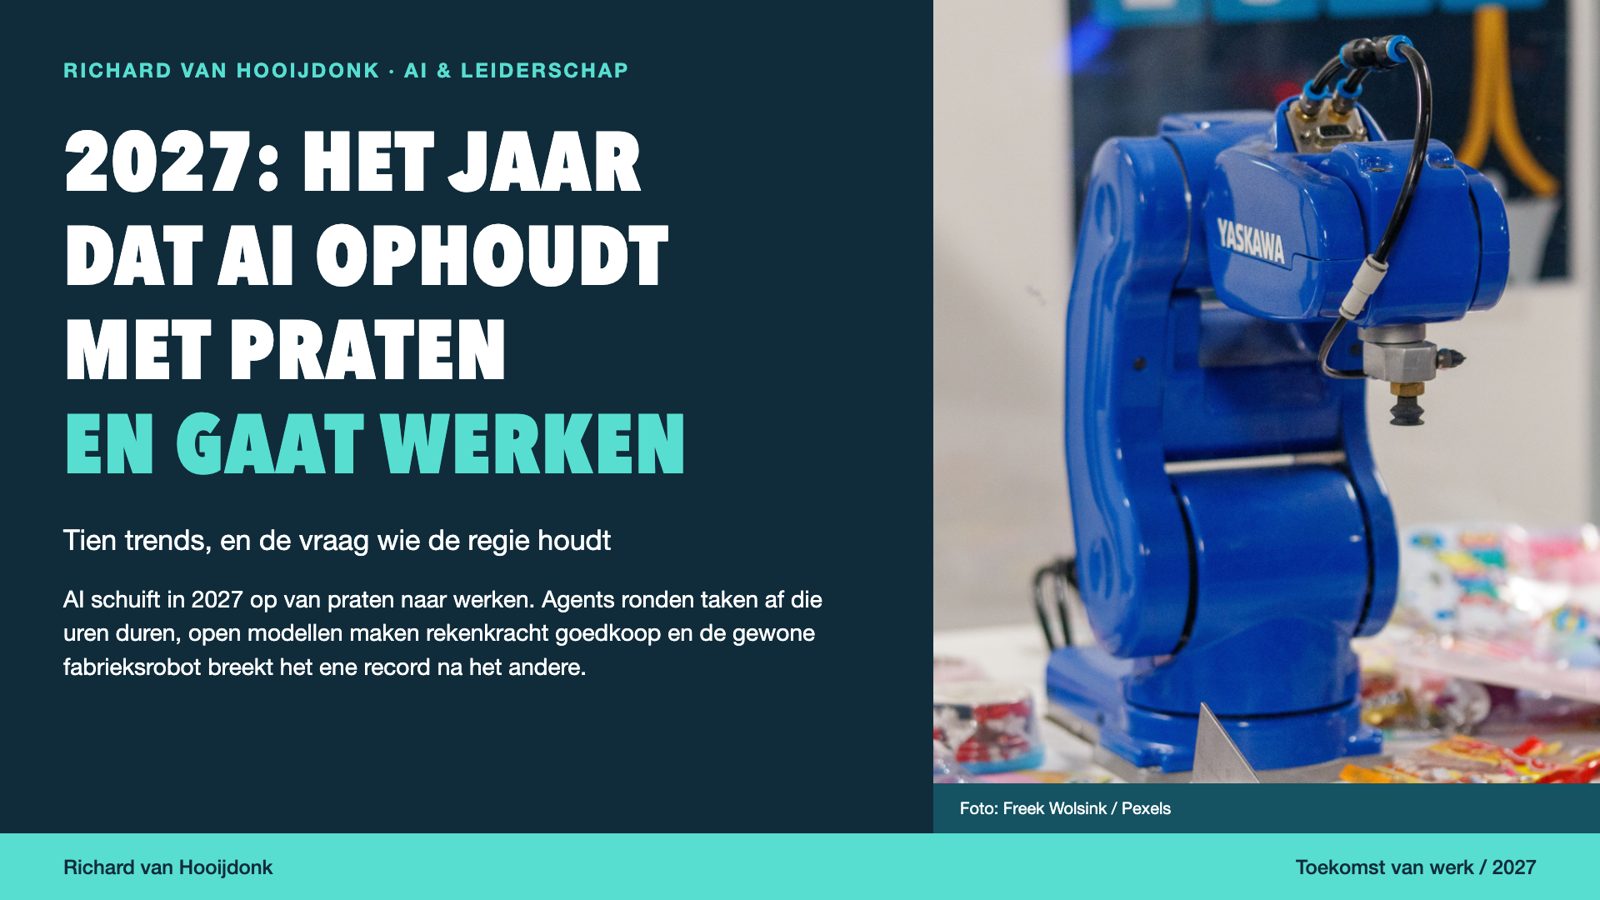 RICHARD VAN HOOIJDONK · AI & LEIDERSCHAP
2027: HET JAAR
DAT AI OPHOUDT
MET PRATEN
EN GAAT WERKEN
Tien trends, en de vraag wie de regie houdt
AI schuift in 2027 op van praten naar werken. Agents ronden taken af die
uren duren, open modellen maken rekenkracht goedkoop en de gewone
fabrieksrobot breekt het ene record na het andere.
YASKAWA
Foto: Freek Wolsink / Pexels
Richard van Hooijdonk
Toekomst van werk / 2027